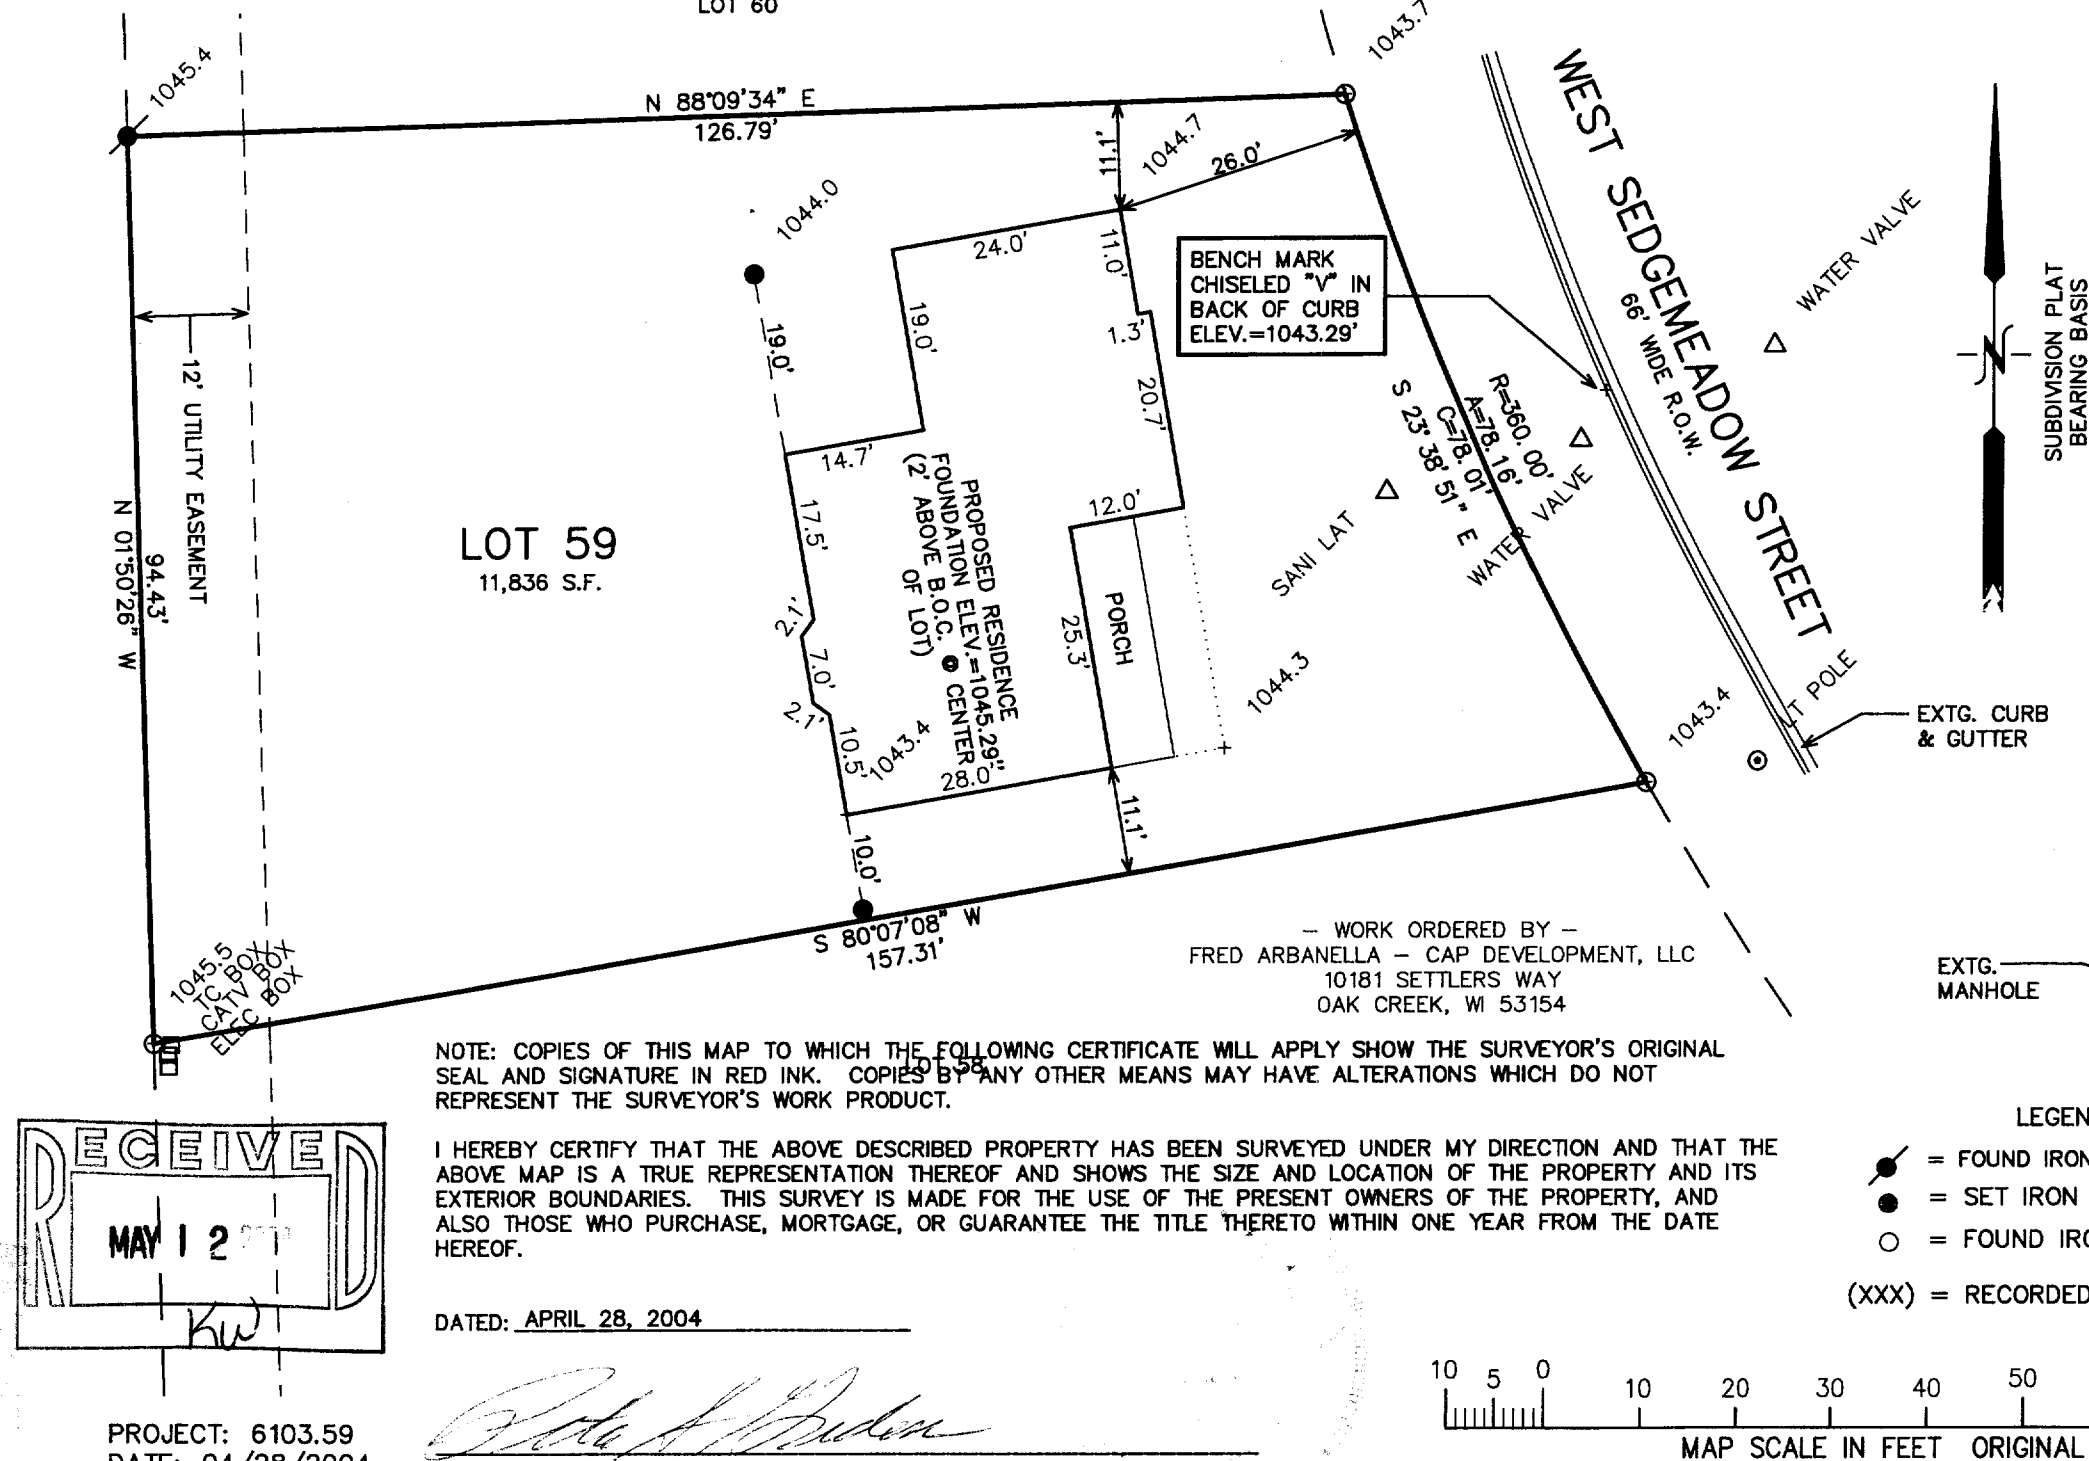 LOT 60
1045.4
1043.7
N 88°09'34" E
126.79'
11.1'
1044.7
26.0'
1044.0
24.0'
11.0'
19.0'
19.0'
1.3'
20.7'
14.7'
17.5'
12.0'
2.1'
7.0'
2.1'
10.5'
25.3'
PORCH
28.0'
1043.4
10.0'
11.1'
BENCH MARK
CHISELED "V" IN
BACK OF CURB
ELEV.=1043.29'
WEST SEDGEMEADOW STREET
66' WIDE R.O.W.
WATER VALVE
R=360.00'
A=78.16'
C=78.01'
S 23°38'51" E
WATER VALVE
SANI LAT
1044.3
1043.4
LT POLE
EXTG. CURB
& GUTTER
SUBDIVISION PLAT
BEARING BASIS
N
12' UTILITY EASEMENT
N 01°50'26" W
94.43'
LOT 59
11,836 S.F.
PROPOSED RESIDENCE
FOUNDATION ELEV.=1045.29"
(2' ABOVE B.O.C. @ CENTER
OF LOT)
1045.5
TC BOX
CATV BOX
ELEC BOX
S 80°07'08" W
157.31'
- WORK ORDERED BY -
FRED ARBANELLA - CAP DEVELOPMENT, LLC
10181 SETTLERS WAY
OAK CREEK, WI 53154
EXTG.
MANHOLE
LOT 58
NOTE: COPIES OF THIS MAP TO WHICH THE FOLLOWING CERTIFICATE WILL APPLY SHOW THE SURVEYOR'S ORIGINAL
SEAL AND SIGNATURE IN RED INK. COPIES BY ANY OTHER MEANS MAY HAVE ALTERATIONS WHICH DO NOT
REPRESENT THE SURVEYOR'S WORK PRODUCT.
I HEREBY CERTIFY THAT THE ABOVE DESCRIBED PROPERTY HAS BEEN SURVEYED UNDER MY DIRECTION AND THAT THE
ABOVE MAP IS A TRUE REPRESENTATION THEREOF AND SHOWS THE SIZE AND LOCATION OF THE PROPERTY AND ITS
EXTERIOR BOUNDARIES. THIS SURVEY IS MADE FOR THE USE OF THE PRESENT OWNERS OF THE PROPERTY, AND
ALSO THOSE WHO PURCHASE, MORTGAGE, OR GUARANTEE THE TITLE THERETO WITHIN ONE YEAR FROM THE DATE
HEREOF.
RECEIVED
MAY 12
KW
DATED: APRIL 28, 2004
LEGEN
= FOUND IRON
= SET IRON
= FOUND IRO
(XXX) = RECORDED
10 5 0 10 20 30 40 50
MAP SCALE IN FEET ORIGINAL
PROJECT: 6103.59
DATE: 04/28/2004